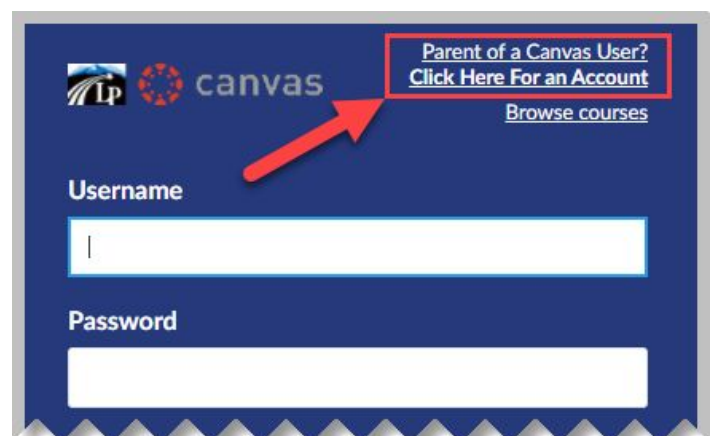 Parent of a Canvas User?
Click Here For an Account
LP canvas
Browse courses
Username
Password